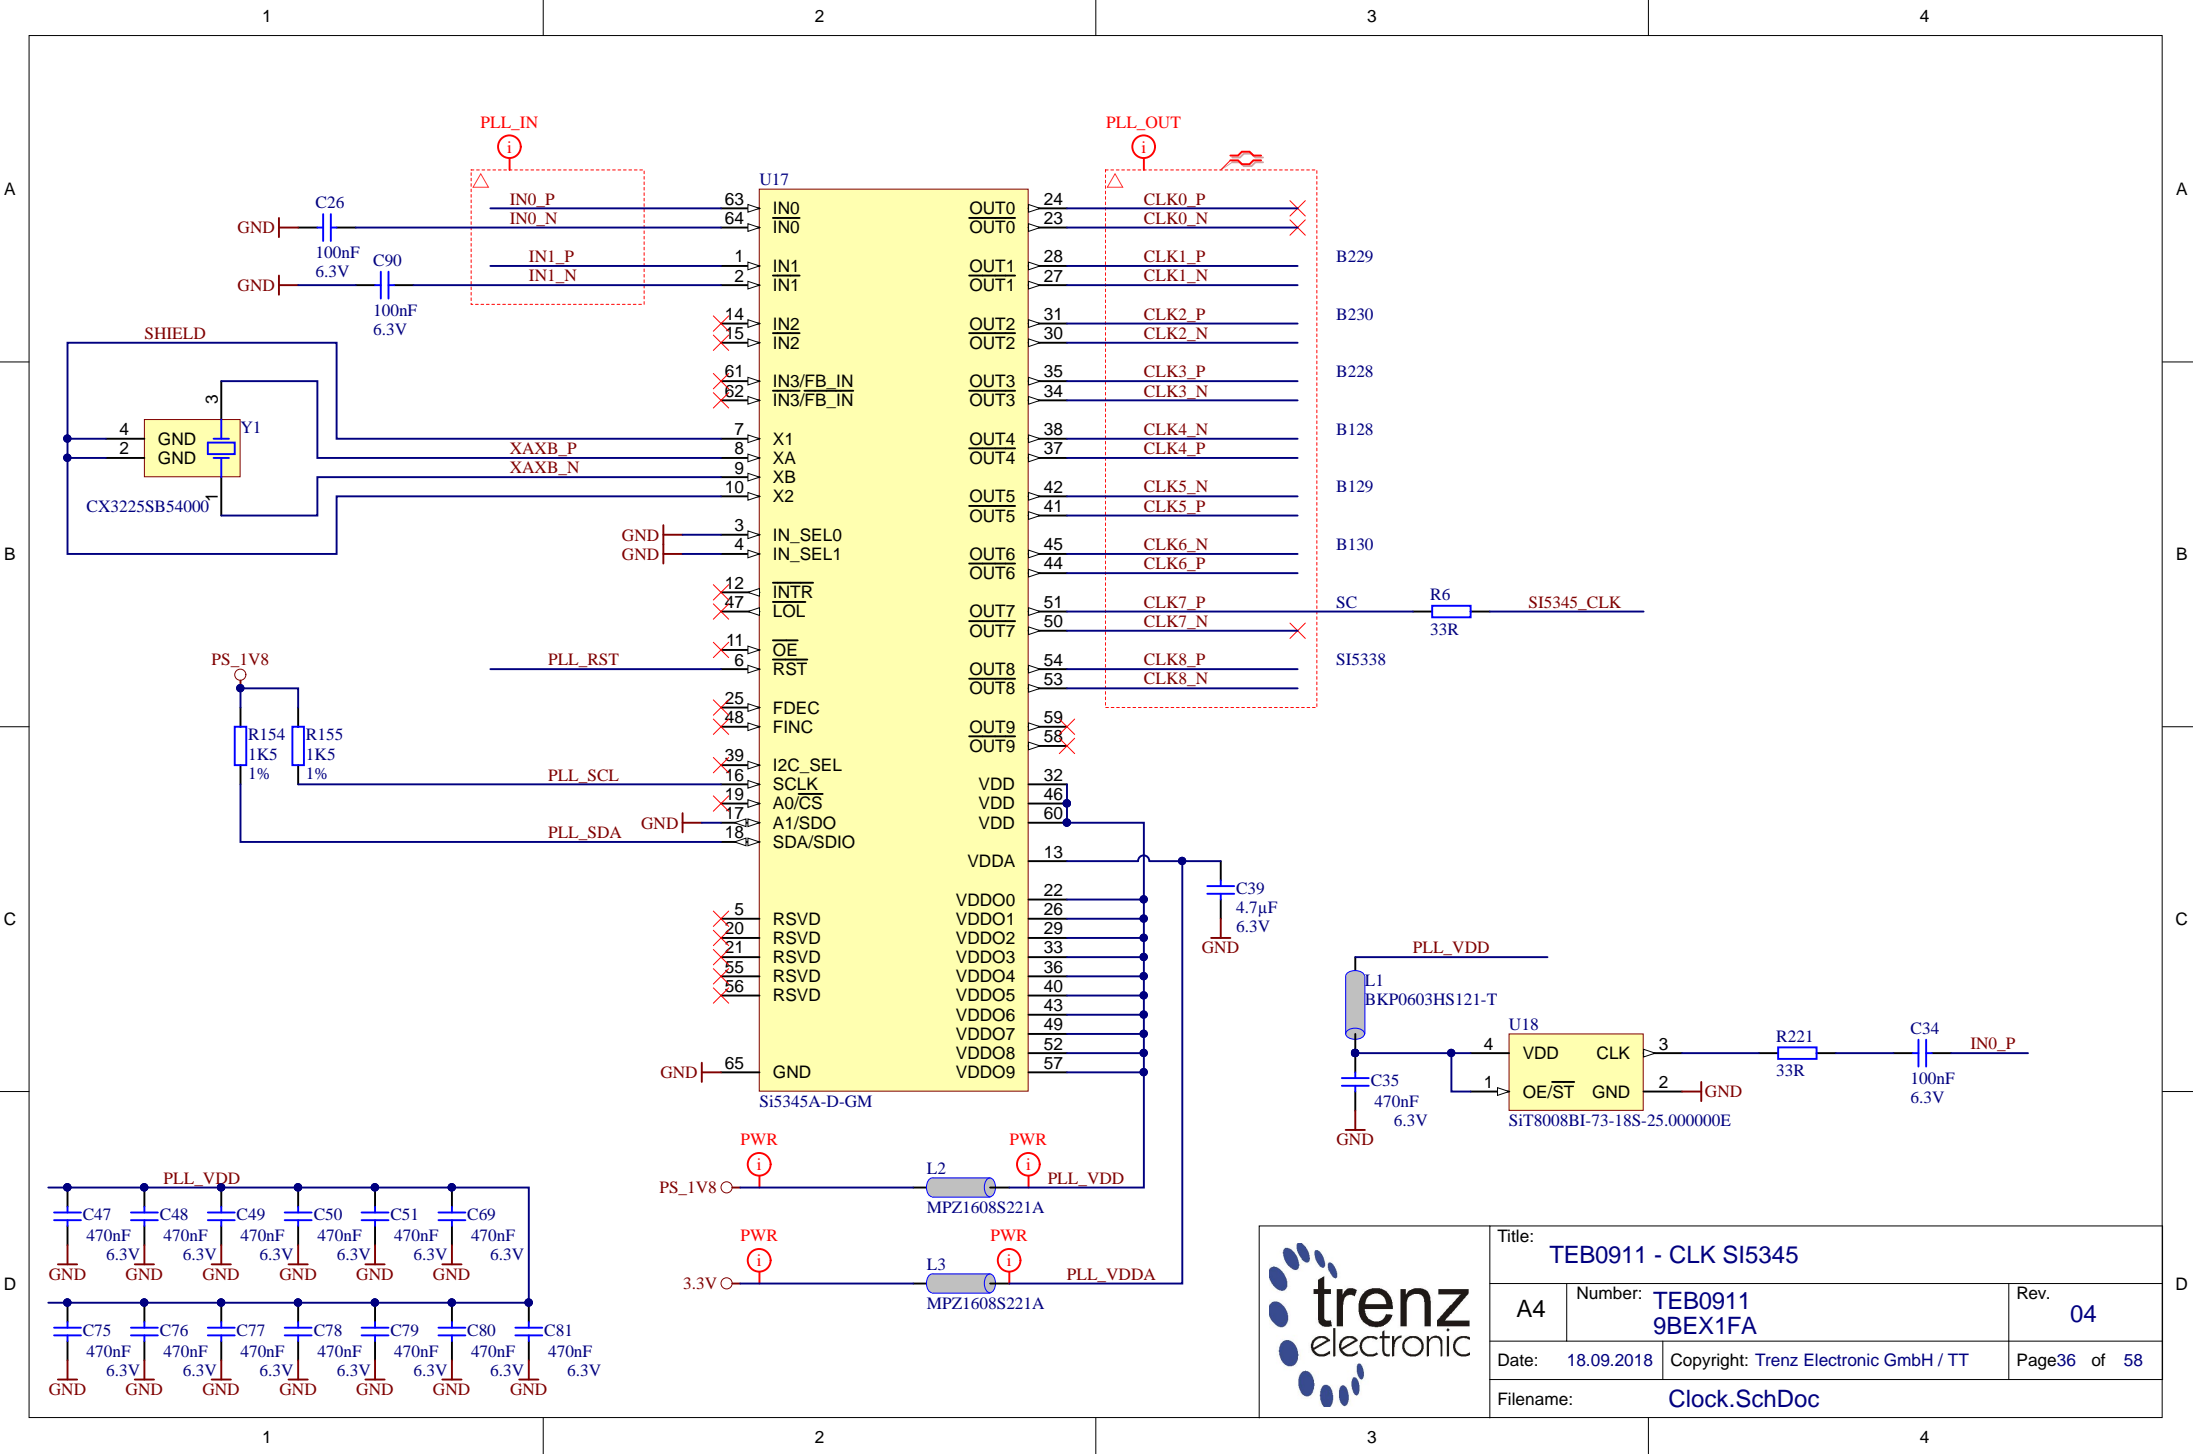 1 2 3 4
A A
B B
C C
D D
1 2 3 4
PLL_IN
i
IN0_P
IN0_N
IN1_P
IN1_N
GND
C26
100nF
6.3V
GND
C90
100nF
6.3V
SHIELD
3
4 GND
2 GND
Y1
1
CX3225SB54000
XAXB_P
XAXB_N
GND
GND
PLL_RST
PS_1V8
R154
1K5
1%
R155
1K5
1%
PLL_SCL
GND
PLL_SDA
GND
U17
63 IN0
64 IN0
1 IN1
2 IN1
14 IN2
15 IN2
61 IN3/FB_IN
62 IN3/FB_IN
7 X1
8 XA
9 XB
10 X2
3 IN_SEL0
4 IN_SEL1
12 INTR
47 LOL
11 OE
6 RST
25 FDEC
48 FINC
39 I2C_SEL
16 SCLK
19 A0/CS
17 A1/SDO
18 SDA/SDIO
5 RSVD
20 RSVD
21 RSVD
55 RSVD
56 RSVD
65 GND
Si5345A-D-GM
PLL_OUT
i
OUT0 24 CLK0_P
OUT0 23 CLK0_N
OUT1 28 CLK1_P B229
OUT1 27 CLK1_N
OUT2 31 CLK2_P B230
OUT2 30 CLK2_N
OUT3 35 CLK3_P B228
OUT3 34 CLK3_N
OUT4 38 CLK4_N B128
OUT4 37 CLK4_P
OUT5 42 CLK5_N B129
OUT5 41 CLK5_P
OUT6 45 CLK6_N B130
OUT6 44 CLK6_P
OUT7 51 CLK7_P SC
OUT7 50 CLK7_N
R6
33R
SI5345_CLK
OUT8 54 CLK8_P SI5338
OUT8 53 CLK8_N
OUT9 59
OUT9 58
VDD 32
VDD 46
VDD 60
VDDA 13
VDDO0 22
VDDO1 26
VDDO2 29
VDDO3 33
VDDO4 36
VDDO5 40
VDDO6 43
VDDO7 49
VDDO8 52
VDDO9 57
C39
4.7µF
6.3V
GND
PLL_VDD
L1
BKP0603HS121-T
C35
470nF
6.3V
GND
U18
4 VDD CLK 3
1 OE/ST GND 2
GND
SiT8008BI-73-18S-25.000000E
R221
33R
C34
100nF
6.3V
IN0_P
PWR
i
PS_1V8
L2
MPZ1608S221A
PWR
i
PLL_VDD
PWR
i
3.3V
L3
MPZ1608S221A
PWR
i
PLL_VDDA
PLL_VDD
C47 C48 C49 C50 C51 C69
470nF 470nF 470nF 470nF 470nF 470nF
6.3V 6.3V 6.3V 6.3V 6.3V 6.3V
GND GND GND GND GND GND
C75 C76 C77 C78 C79 C80 C81
470nF 470nF 470nF 470nF 470nF 470nF 470nF
6.3V 6.3V 6.3V 6.3V 6.3V 6.3V 6.3V
GND GND GND GND GND GND GND
trenz
electronic
Title:
TEB0911 - CLK SI5345
A4
Number: TEB0911
9BEX1FA
Rev.
04
Date: 18.09.2018
Copyright: Trenz Electronic GmbH / TT
Page36 of 58
Filename: Clock.SchDoc